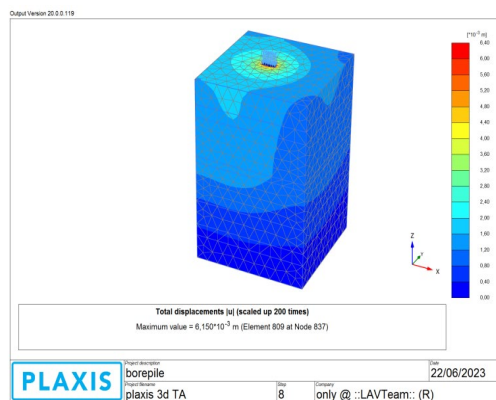 Output Version 20.0.0.119
[*10-3 m]
6,40
6,00
5,60
5,20
4,80
4,40
4,00
3,60
3,20
2,80
2,40
2,00
1,60
1,20
0,80
0,40
0,00
Z
Y
X
Total displacements |u| (scaled up 200 times)
Maximum value = 6,150*10-3 m (Element 809 at Node 837)
PLAXIS
Project description
borepile
Date
22/06/2023
Project filename
plaxis 3d TA
Step
8
Company
only @ ::LAVTeam:: (R)